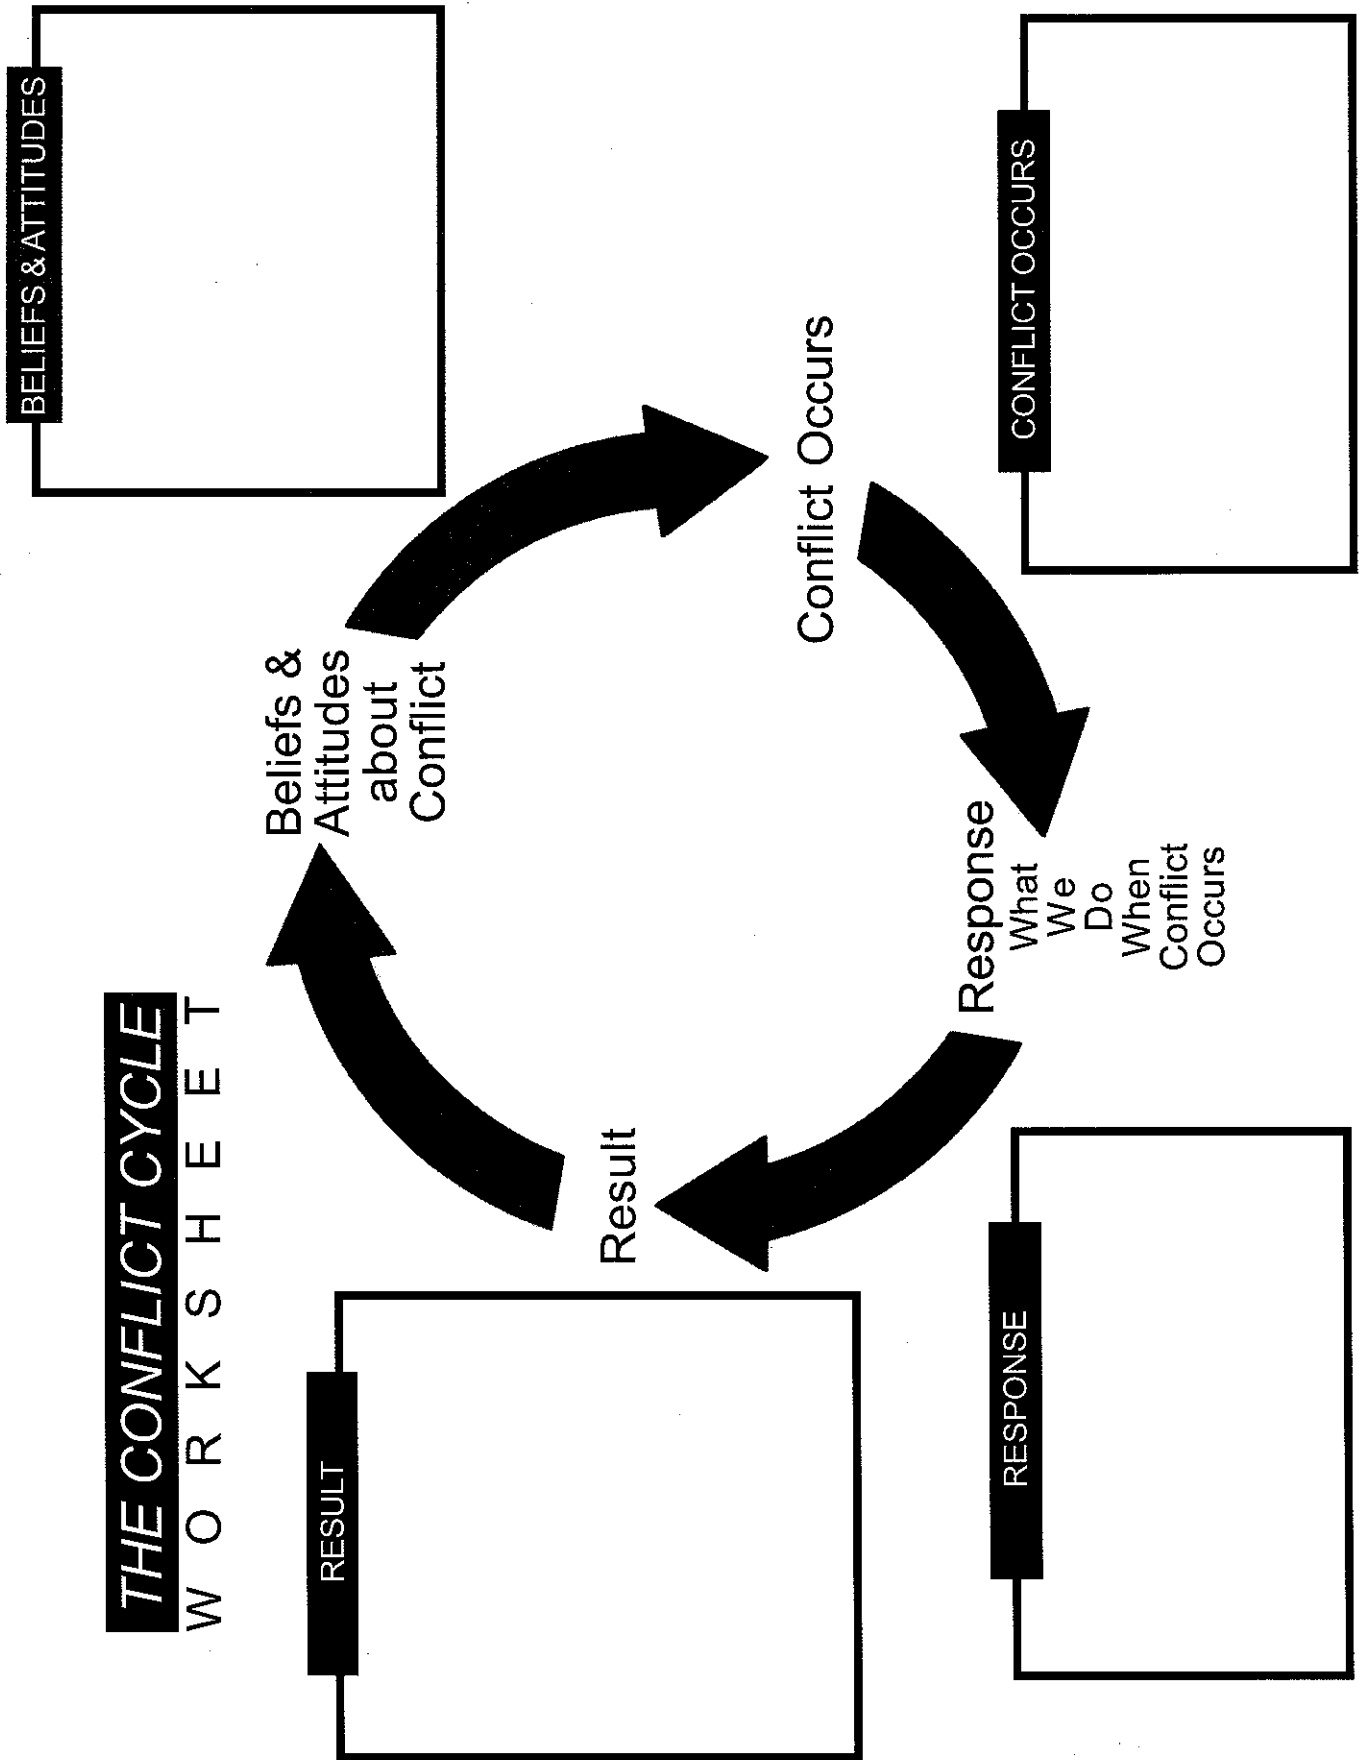 THE CONFLICT CYCLE
WORKSHEET
BELIEFS & ATTITUDES
Beliefs &
Attitudes
about
Conflict
RESULT
Result
Conflict Occurs
Response
What
We
Do
When
Conflict
Occurs
RESPONSE
CONFLICT OCCURS